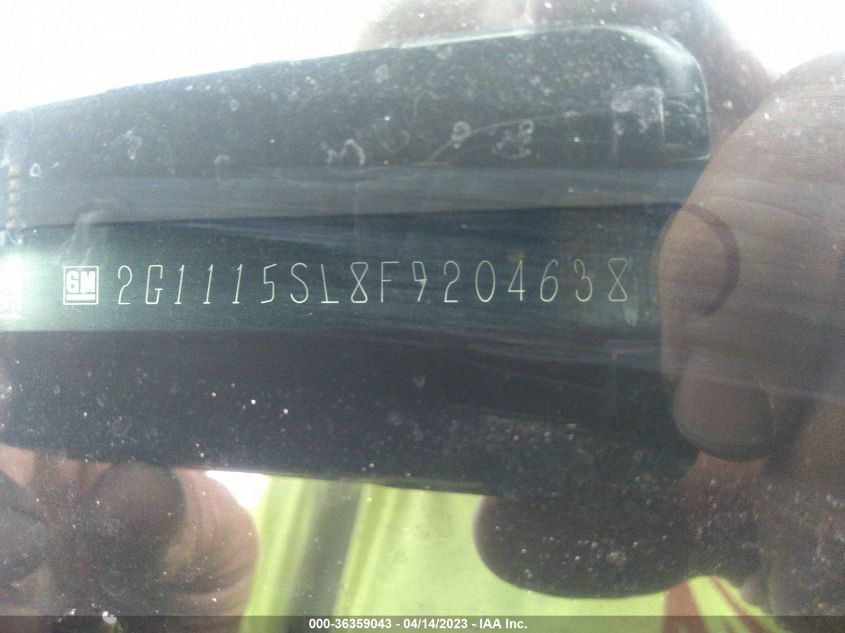 GM 2G1115SL8F9204638
000-36359043 - 04/14/2023 - IAA Inc.